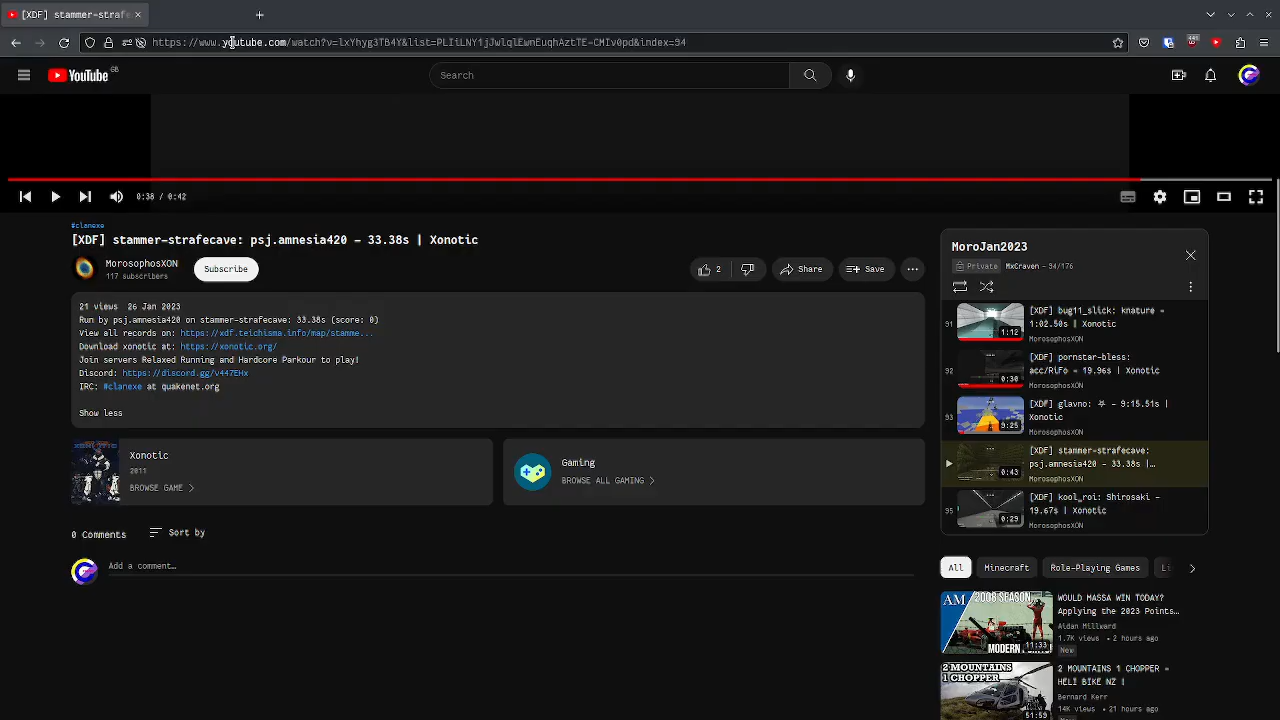 [XDF] stammer-strafe
https://www.youtube.com/watch?v=lxYhyg3TB4Y&list=PLIiLNY1jJwlqlEwnEuqhAztTE-CMIv0pd&index=94
YouTube GB
Search
0:38 / 0:42
#clanexe
[XDF] stammer-strafecave: psj.amnesia420 – 33.38s | Xonotic
MorosophosXON
117 subscribers
Subscribe
2
Share
Save
21 views 26 Jan 2023
Run by psj.amnesia420 on stammer-strafecave: 33.38s (score: 0)
View all records on: https://xdf.teichisma.info/map/stamme...
Download xonotic at: https://xonotic.org/
Join servers Relaxed Running and Hardcore Parkour to play!
Discord: https://discord.gg/v447EHx
IRC: #clanexe at quakenet.org
Show less
Xonotic
2011
BROWSE GAME
Gaming
BROWSE ALL GAMING
0 Comments
Sort by
Add a comment…
MoroJan2023
Private
MxCraven - 94/176
91
1:12
[XDF] bug11_slick: knature –
1:02.50s | Xonotic
MorosophosXON
92
0:30
[XDF] pornstar-bless:
acc/RiFo – 19.96s | Xonotic
MorosophosXON
93
9:25
[XDF] glavno: ⛧ – 9:15.51s |
Xonotic
MorosophosXON
0:43
[XDF] stammer-strafecave:
psj.amnesia420 – 33.38s |…
MorosophosXON
95
0:29
[XDF] kool_roi: Shirosaki –
19.67s | Xonotic
MorosophosXON
All
Minecraft
Role-Playing Games
Li
AM
2008 SEASON
MODERN
11:33
WOULD MASSA WIN TODAY?
Applying the 2023 Points…
Aidan Millward
1.7K views • 2 hours ago
New
2 MOUNTAINS
1 CHOPPER
51:59
2 MOUNTAINS 1 CHOPPER –
HELI BIKE NZ !
Bernard Kerr
14K views • 21 hours ago
New